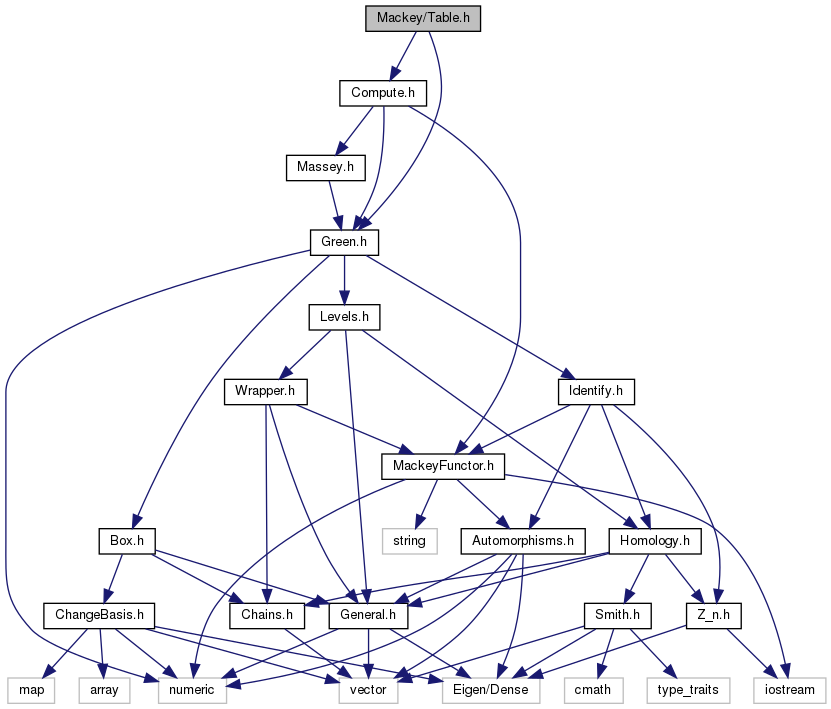 Mackey/Table.h
Compute.h
Massey.h
Green.h
Levels.h
Wrapper.h
Identify.h
MackeyFunctor.h
string
Automorphisms.h
Box.h
Homology.h
ChangeBasis.h
Chains.h
General.h
Smith.h
Z_n.h
map
array
numeric
vector
Eigen/Dense
cmath
type_traits
iostream